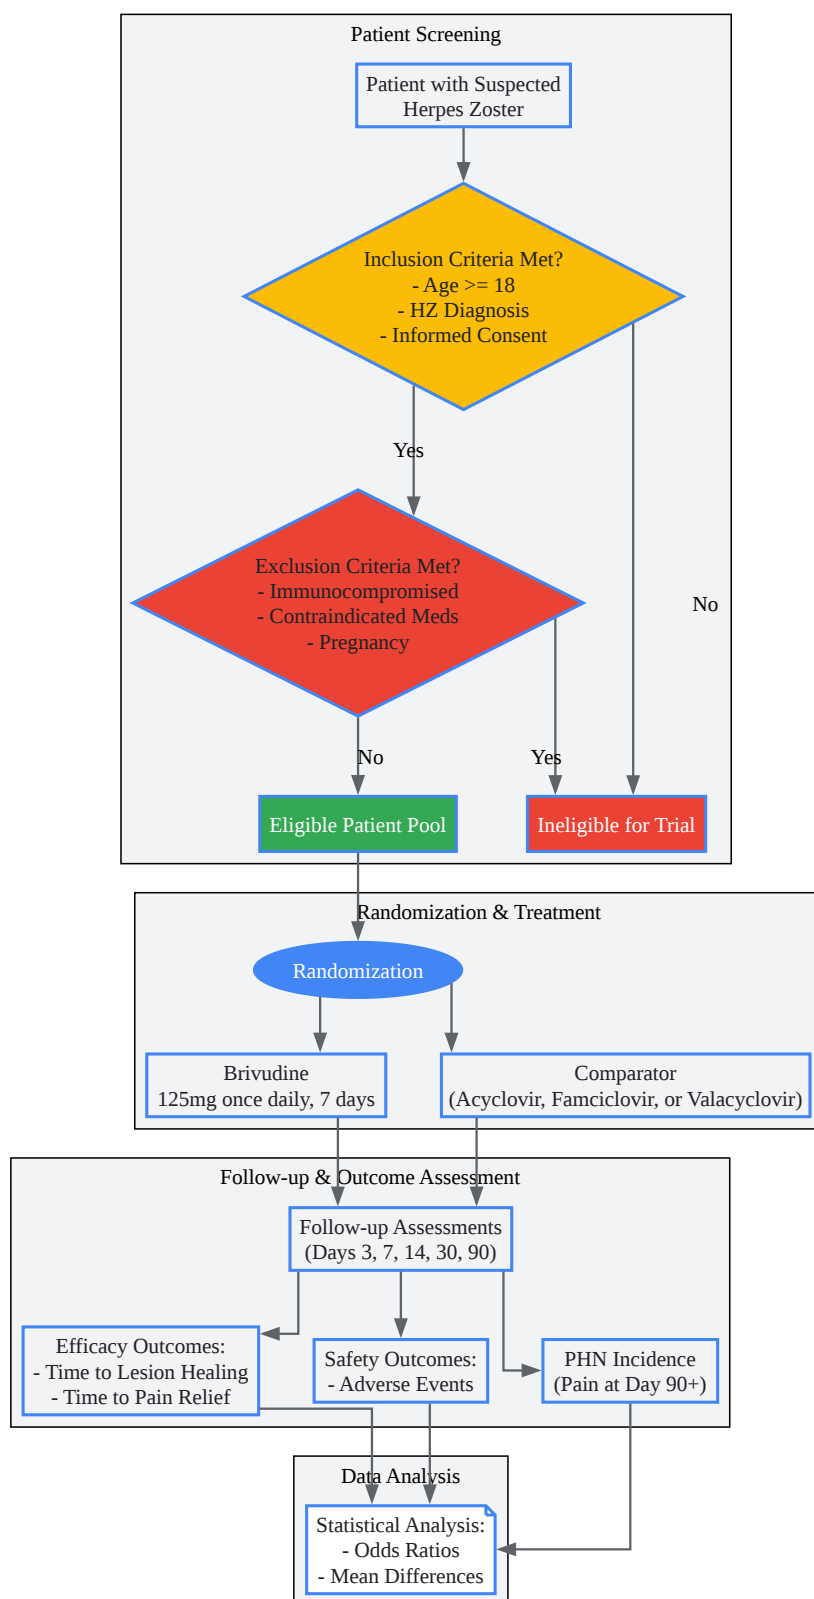 Patient Screening
Patient with Suspected
Herpes Zoster
Inclusion Criteria Met?
- Age >= 18
- HZ Diagnosis
- Informed Consent
Yes
Exclusion Criteria Met?
- Immunocompromised
- Contraindicated Meds
- Pregnancy
No
No
Yes
Eligible Patient Pool
Ineligible for Trial
Randomization & Treatment
Randomization
Brivudine
125mg once daily, 7 days
Comparator
(Acyclovir, Famciclovir, or Valacyclovir)
Follow-up & Outcome Assessment
Follow-up Assessments
(Days 3, 7, 14, 30, 90)
Efficacy Outcomes:
- Time to Lesion Healing
- Time to Pain Relief
Safety Outcomes:
- Adverse Events
PHN Incidence
(Pain at Day 90+)
Data Analysis
Statistical Analysis:
- Odds Ratios
- Mean Differences